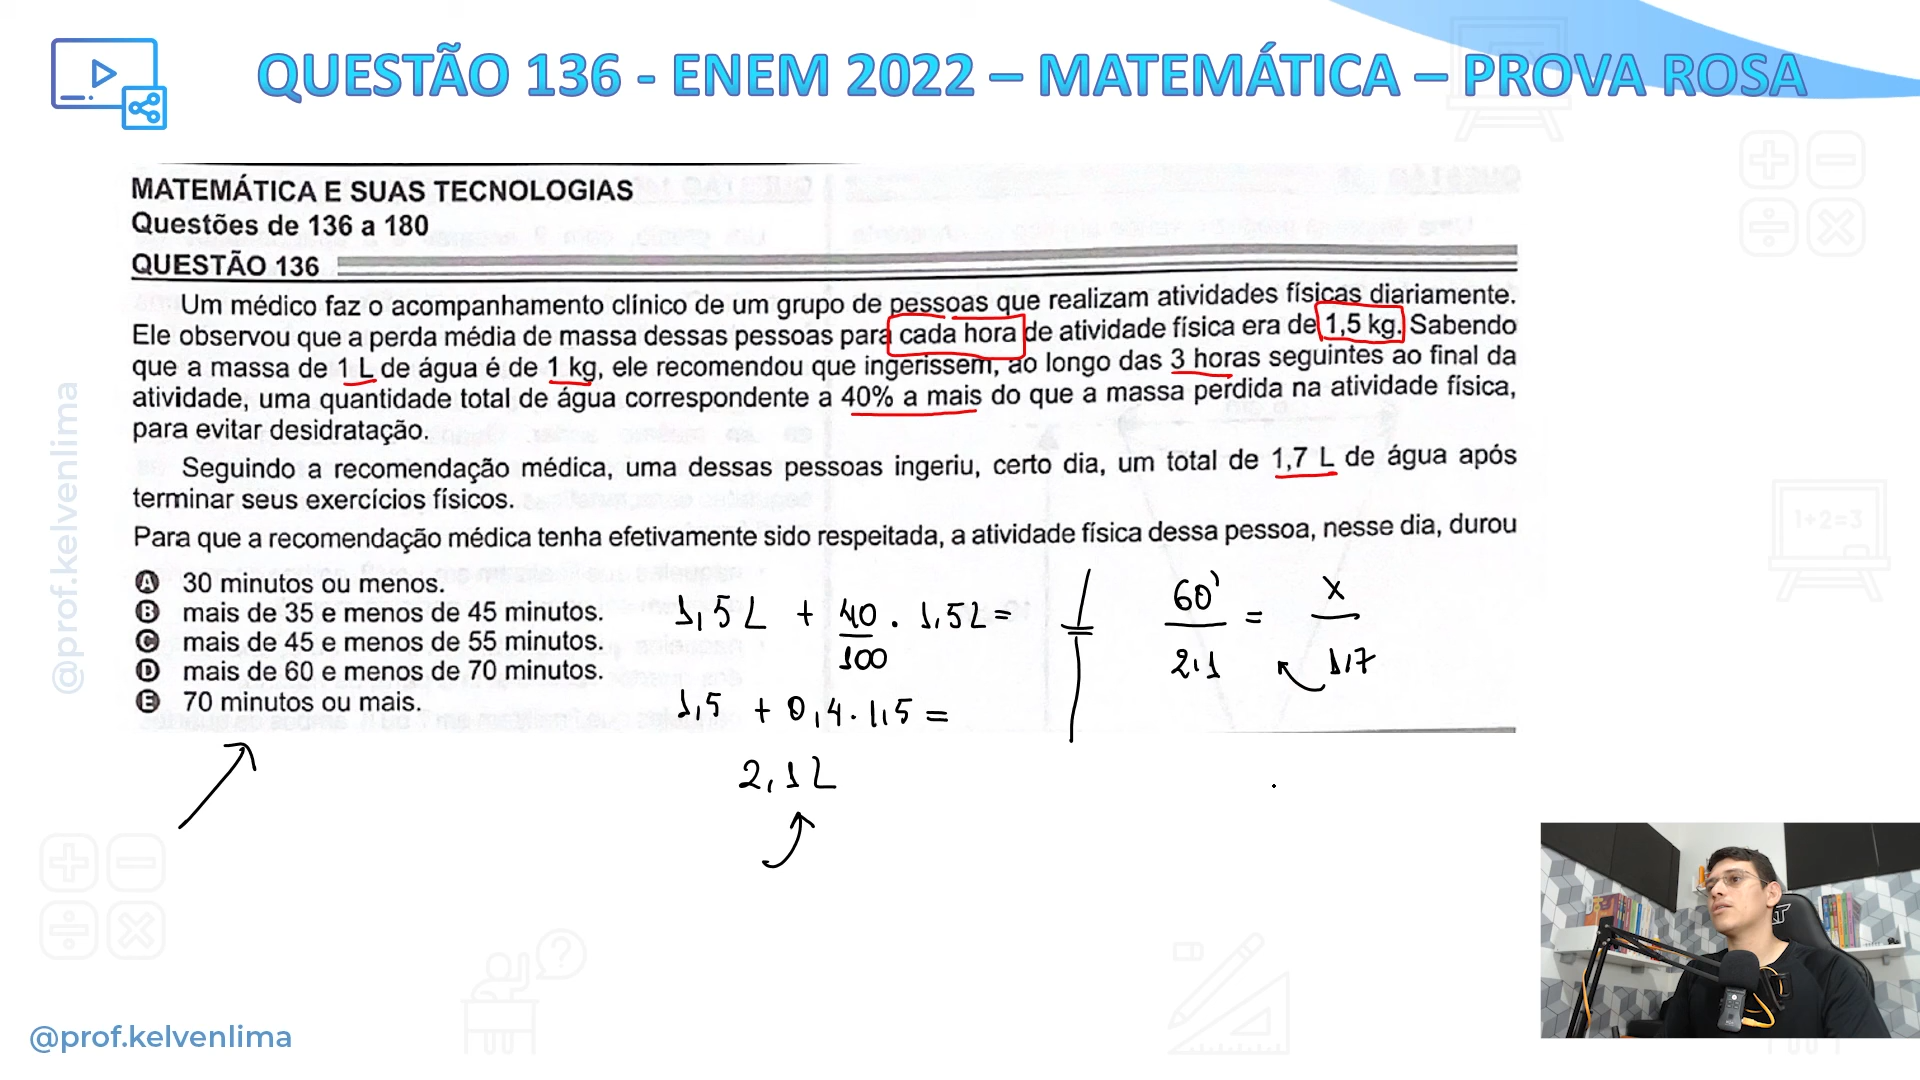 QUESTÃO 136 - ENEM 2022 – MATEMÁTICA – PROVA ROSA
MATEMÁTICA E SUAS TECNOLOGIAS
Questões de 136 a 180
QUESTÃO 136
Um médico faz o acompanhamento clínico de um grupo de pessoas que realizam atividades físicas diariamente.
Ele observou que a perda média de massa dessas pessoas para cada hora de atividade física era de 1,5 kg. Sabendo
que a massa de 1 L de água é de 1 kg, ele recomendou que ingerissem, ao longo das 3 horas seguintes ao final da
atividade, uma quantidade total de água correspondente a 40% a mais do que a massa perdida na atividade física,
para evitar desidratação.
Seguindo a recomendação médica, uma dessas pessoas ingeriu, certo dia, um total de 1,7 L de água após
terminar seus exercícios físicos.
Para que a recomendação médica tenha efetivamente sido respeitada, a atividade física dessa pessoa, nesse dia, durou
A 30 minutos ou menos.
B mais de 35 e menos de 45 minutos.
C mais de 45 e menos de 55 minutos.
D mais de 60 e menos de 70 minutos.
E 70 minutos ou mais.
1,5L + 40/100 . 1,5L =
1,5 + 0,4.1,5 =
2,1L
60'/2.1 = x/1.7
1+2=3
@prof.kelvenlima
@prof.kelvenlima